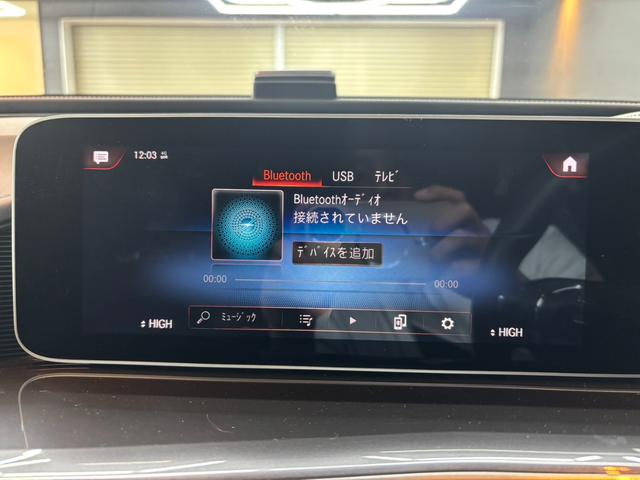 12:03 4G
Bluetooth USB テレビ
Bluetoothオーディオ
接続されていません
デバイスを追加
00:00 00:00
ミュージック
HIGH HIGH